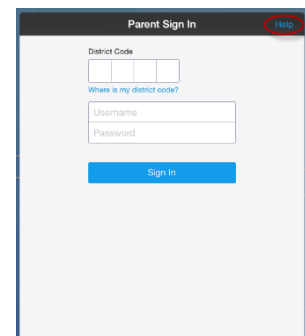 Parent Sign In Help
District Code
Where is my district code?
Username
Password
Sign In